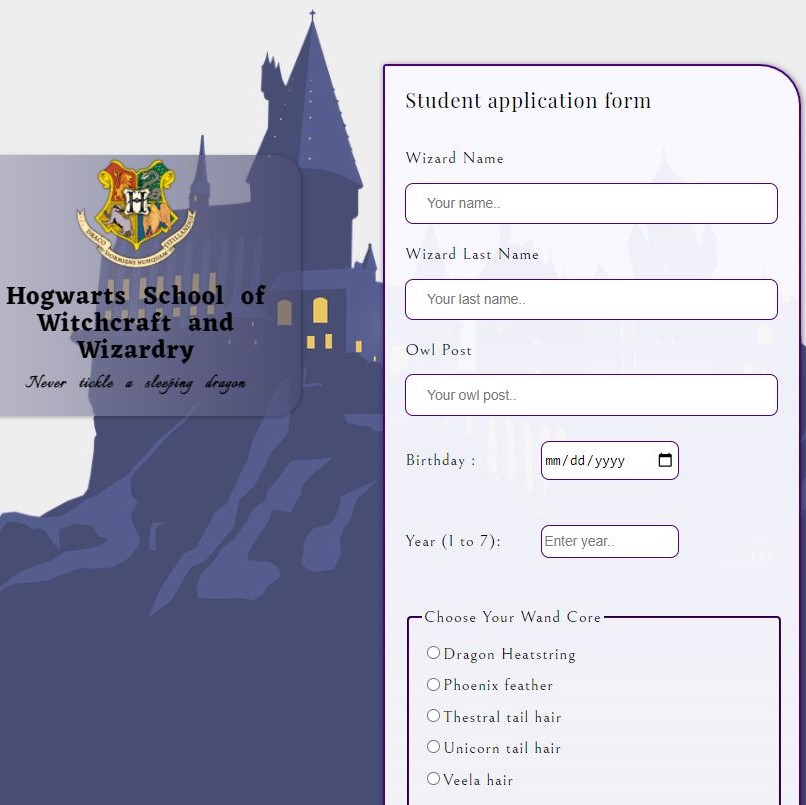 H
DRACO DORMIENS NUNQUAM TITILLANDUS
Hogwarts School of
Witchcraft and
Wizardry
Never tickle a sleeping dragon
Student application form
Wizard Name
Your name..
Wizard Last Name
Your last name..
Owl Post
Your owl post..
Birthday :
mm/dd/yyyy
Year (1 to 7):
Enter year..
Choose Your Wand Core
Dragon Heatstring
Phoenix feather
Thestral tail hair
Unicorn tail hair
Veela hair